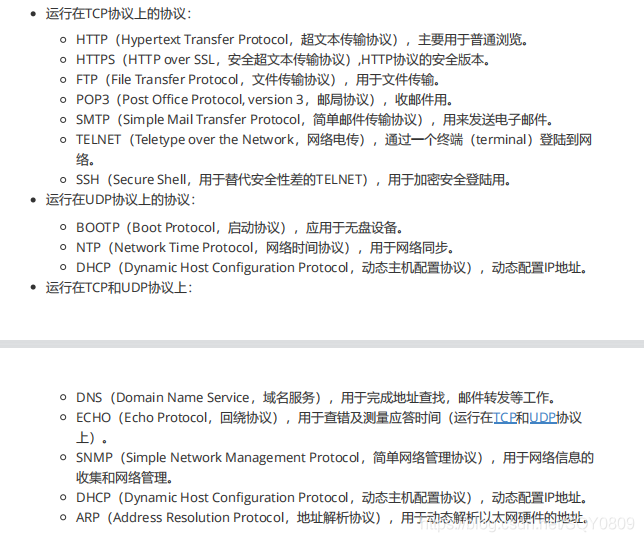 运行在TCP协议上的协议：
HTTP（Hypertext Transfer Protocol，超文本传输协议），主要用于普通浏览。
HTTPS（HTTP over SSL，安全超文本传输协议）,HTTP协议的安全版本。
FTP（File Transfer Protocol，文件传输协议），用于文件传输。
POP3（Post Office Protocol, version 3，邮局协议），收邮件用。
SMTP（Simple Mail Transfer Protocol，简单邮件传输协议），用来发送电子邮件。
TELNET（Teletype over the Network，网络电传），通过一个终端（terminal）登陆到网
络。
SSH（Secure Shell，用于替代安全性差的TELNET），用于加密安全登陆用。
运行在UDP协议上的协议：
BOOTP（Boot Protocol，启动协议），应用于无盘设备。
NTP（Network Time Protocol，网络时间协议），用于网络同步。
DHCP（Dynamic Host Configuration Protocol，动态主机配置协议），动态配置IP地址。
运行在TCP和UDP协议上：
DNS（Domain Name Service，域名服务），用于完成地址查找，邮件转发等工作。
ECHO（Echo Protocol，回绕协议），用于查错及测量应答时间（运行在TCP和UDP协议
上）。
SNMP（Simple Network Management Protocol，简单网络管理协议），用于网络信息的
收集和网络管理。
DHCP（Dynamic Host Configuration Protocol，动态主机配置协议），动态配置IP地址。
ARP（Address Resolution Protocol，地址解析协议），用于动态解析以太网硬件的地址。